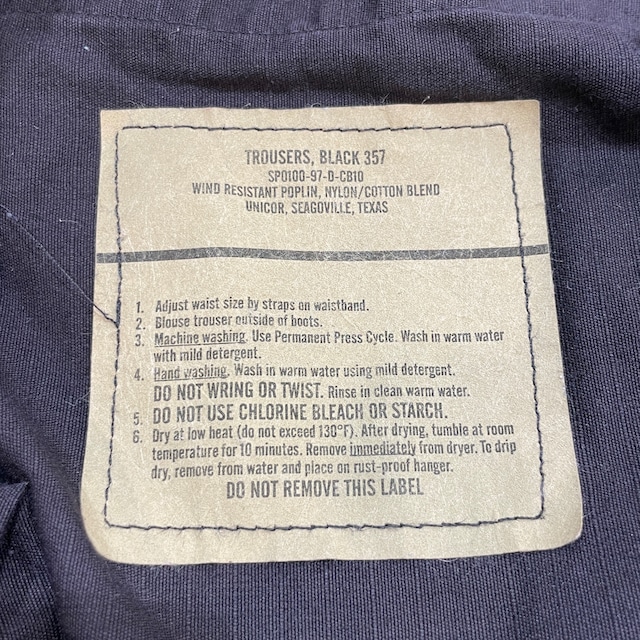 TROUSERS, BLACK 357
SP0100-97-D-CB10
WIND RESISTANT POPLIN, NYLON/COTTON BLEND
UNICOR, SEAGOVILLE, TEXAS
1. Adjust waist size by straps on waistband.
2. Blouse trouser outside of boots.
3. Machine washing. Use Permanent Press Cycle. Wash in warm water
with mild detergent.
4. Hand washing. Wash in warm water using mild detergent.
DO NOT WRING OR TWIST. Rinse in clean warm water.
5. DO NOT USE CHLORINE BLEACH OR STARCH.
6. Dry at low heat (do not exceed 130°F). After drying, tumble at room
temperature for 10 minutes. Remove immediately from dryer. To drip
dry, remove from water and place on rust-proof hanger.
DO NOT REMOVE THIS LABEL